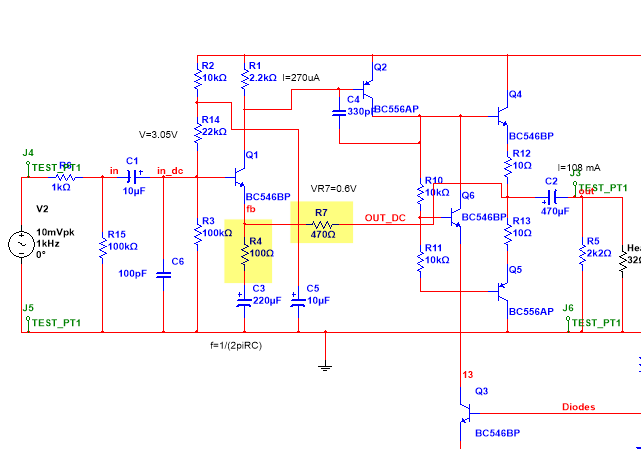 R2
10kΩ
R1
2.2kΩ
I=270uA
Q2
C4
330pF
BC556AP
Q4
BC546BP
R14
22kΩ
V=3.05V
J4
TEST_PT1
R8
1kΩ
in
C1
10µF
in_dc
Q1
BC546BP
fb
VR7=0.6V
R7
470Ω
OUT_DC
R10
10kΩ
Q6
BC546BP
R12
10Ω
I=108 mA
C2
470µF
J3
TEST_PT1
out
V2
10mVpk
1kHz
0°
R15
100kΩ
100pF
C6
R3
100kΩ
R4
100Ω
C3
220µF
C5
10µF
R11
10kΩ
R13
10Ω
Q5
BC556AP
R5
2k2Ω
Hea
32Ω
J5
TEST_PT1
J6
TEST_PT1
f=1/(2piRC)
13
Q3
BC546BP
Diodes